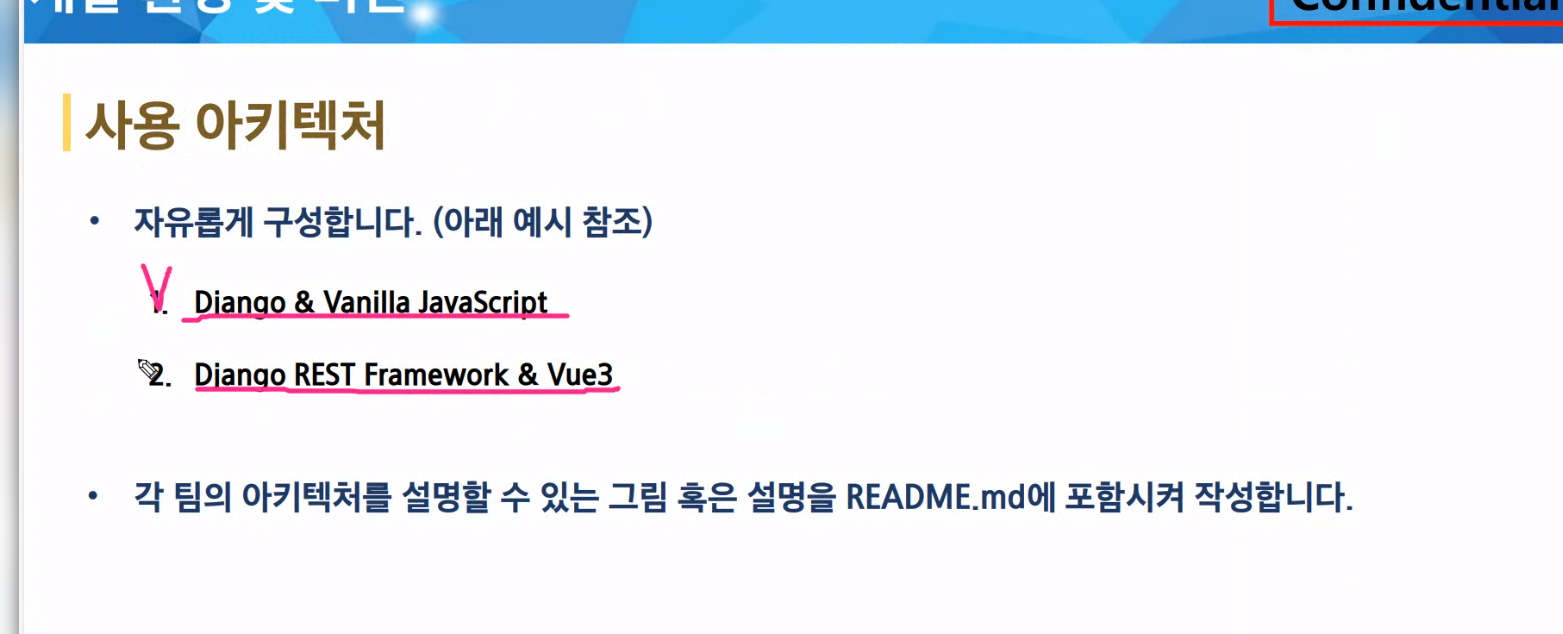 Confidential
사용 아키텍처
• 자유롭게 구성합니다. (아래 예시 참조)
1. Django & Vanilla JavaScript
2. Django REST Framework & Vue3
• 각 팀의 아키텍처를 설명할 수 있는 그림 혹은 설명을 README.md에 포함시켜 작성합니다.